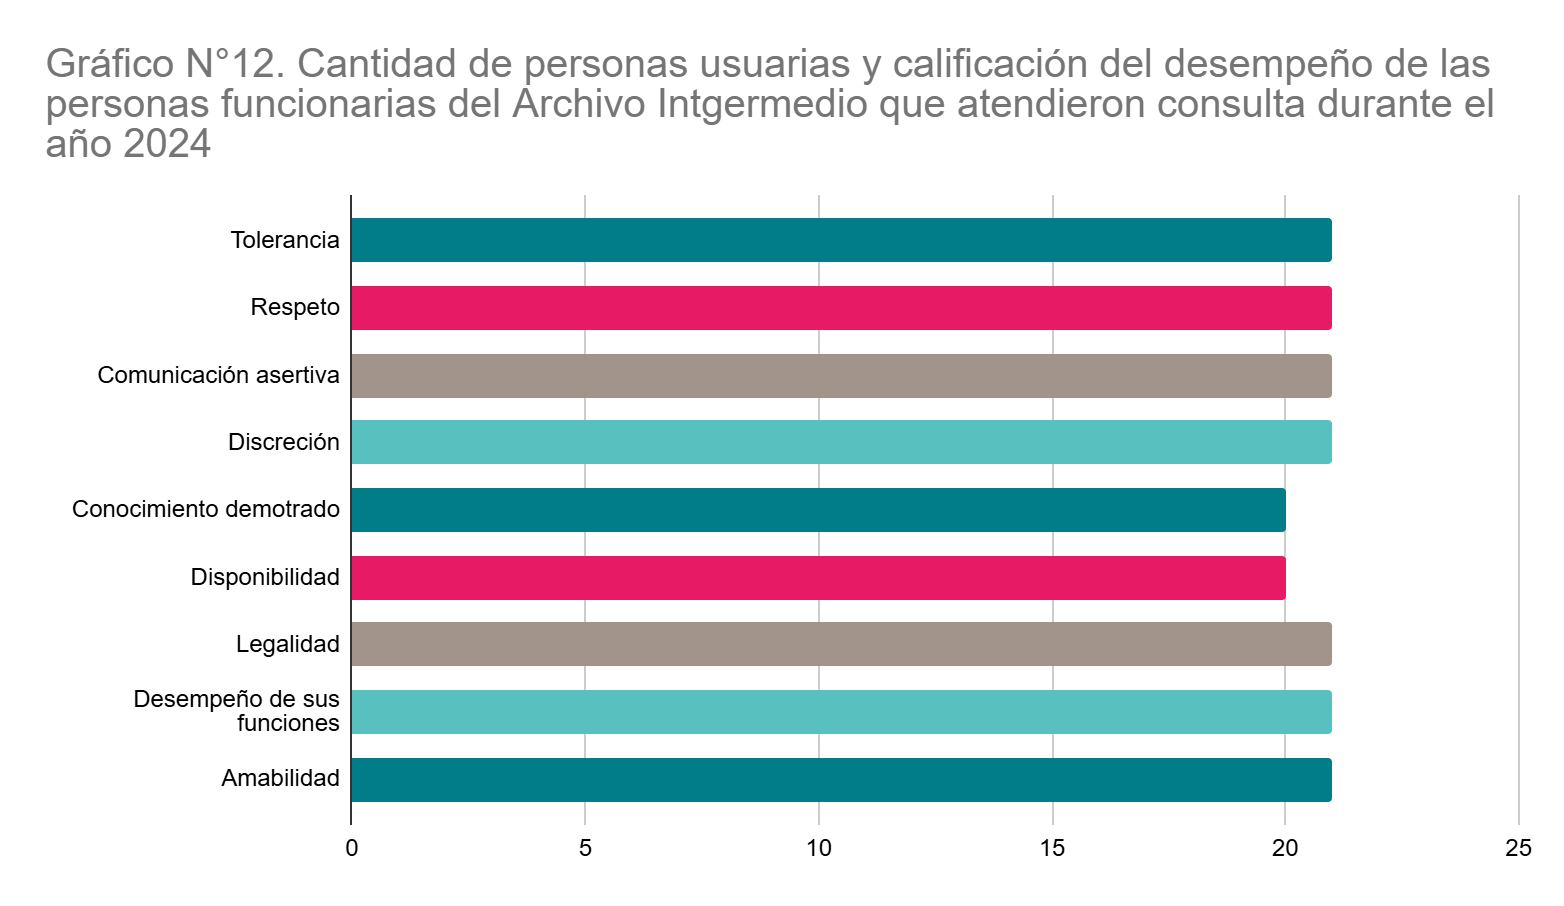 Gráfico N°12. Cantidad de personas usuarias y calificación del desempeño de las
personas funcionarias del Archivo Intgermedio que atendieron consulta durante el
año 2024
Tolerancia
Respeto
Comunicación asertiva
Discreción
Conocimiento demotrado
Disponibilidad
Legalidad
Desempeño de sus
funciones
Amabilidad
0 5 10 15 20 25